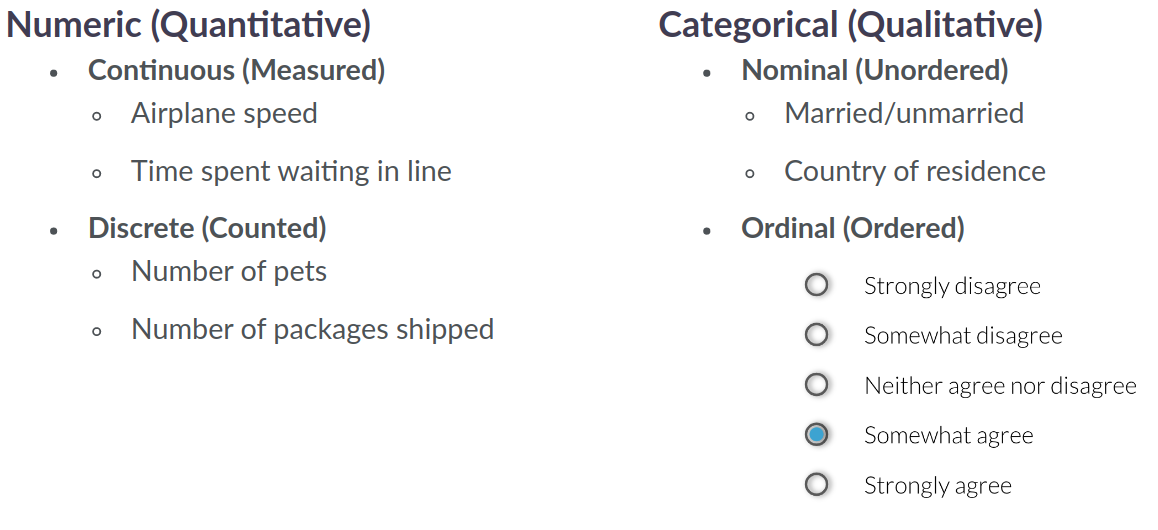 Numeric (Quantitative)
Continuous (Measured)
Airplane speed
Time spent waiting in line
Discrete (Counted)
Number of pets
Number of packages shipped
Categorical (Qualitative)
Nominal (Unordered)
Married/unmarried
Country of residence
Ordinal (Ordered)
Strongly disagree
Somewhat disagree
Neither agree nor disagree
Somewhat agree
Strongly agree